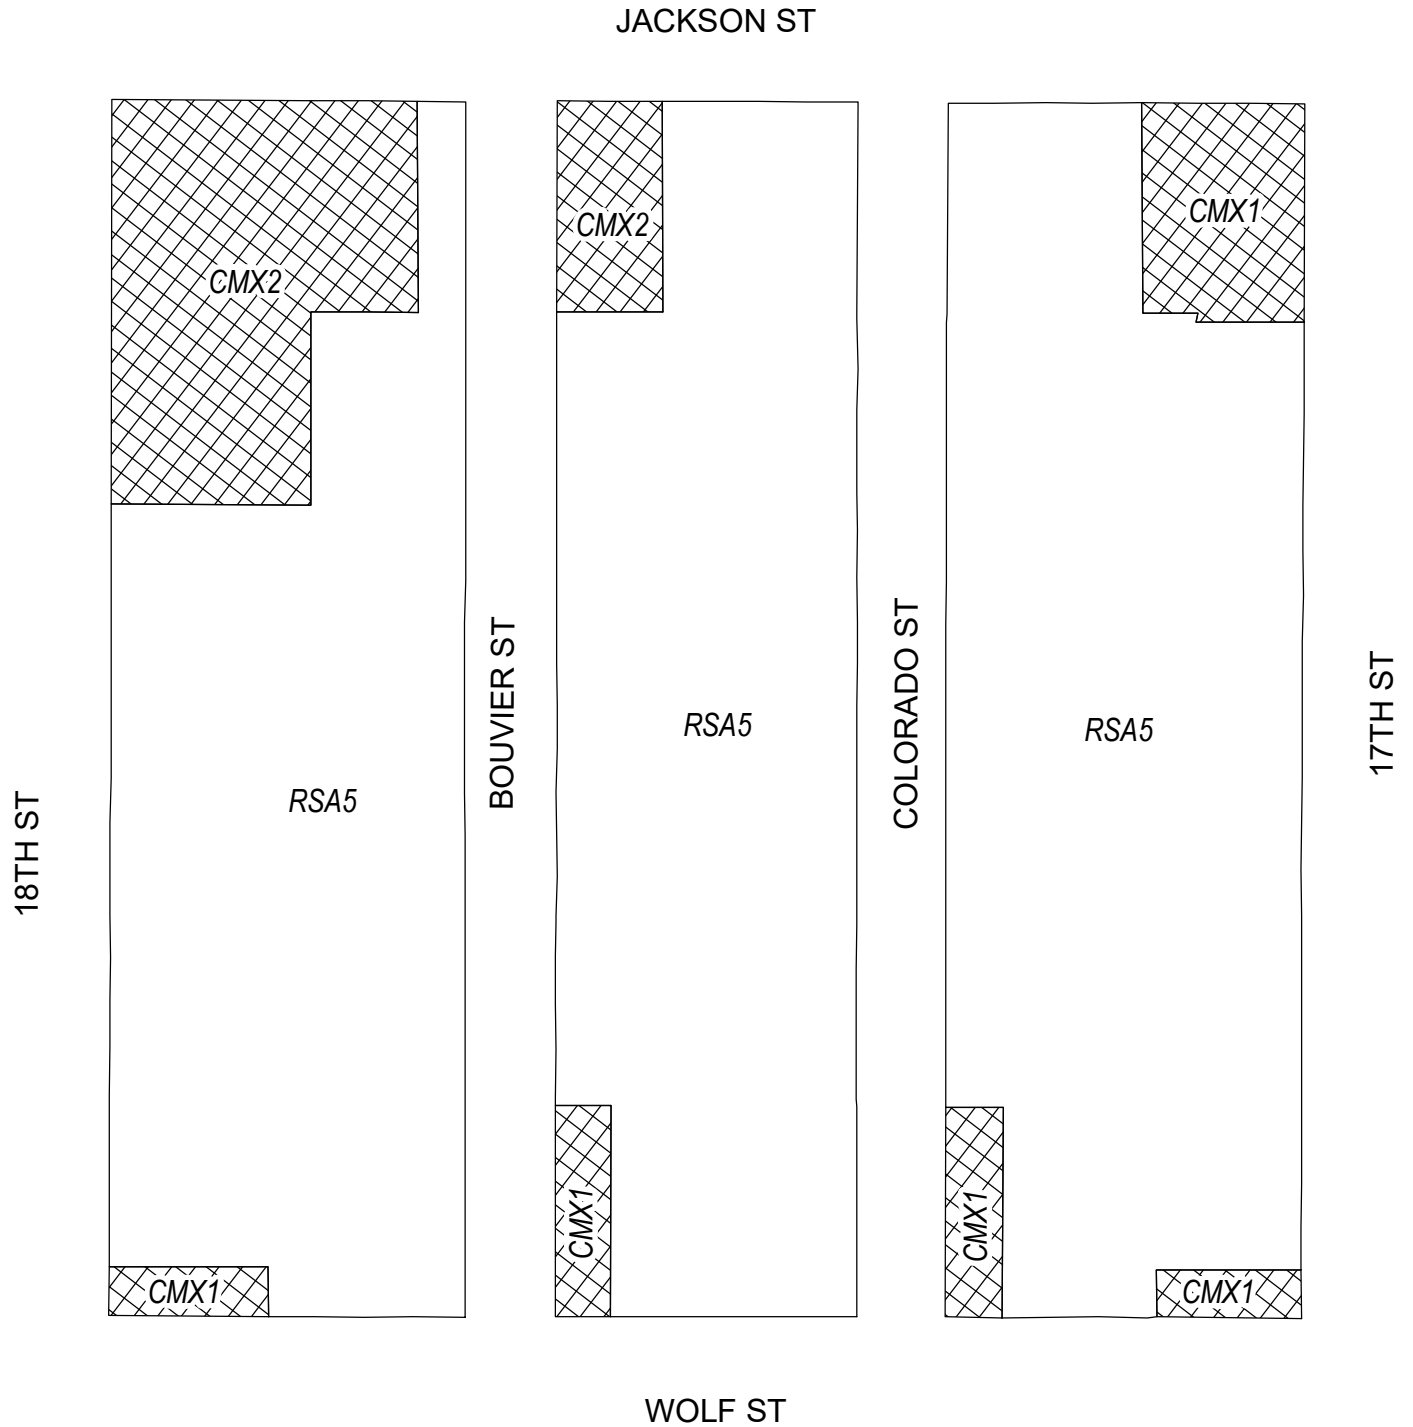 JACKSON ST
CMX2
CMX2
CMX1
18TH ST
RSA5
BOUVIER ST
RSA5
COLORADO ST
RSA5
17TH ST
CMX1
CMX1
CMX1
CMX1
WOLF ST